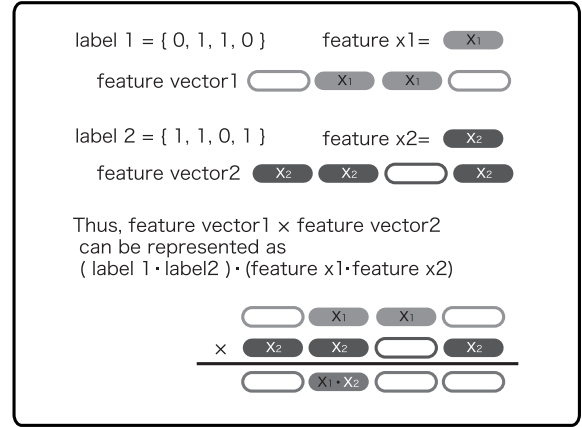 label 1 = { 0, 1, 1, 0 } feature x1= X1
feature vector1 X1 X1
label 2 = { 1, 1, 0, 1 } feature x2= X2
feature vector2 X2 X2 X2
Thus, feature vector1 × feature vector2
can be represented as
( label 1･label2 )･(feature x1･feature x2)
X1 X1
× X2 X2 X2
X1･X2